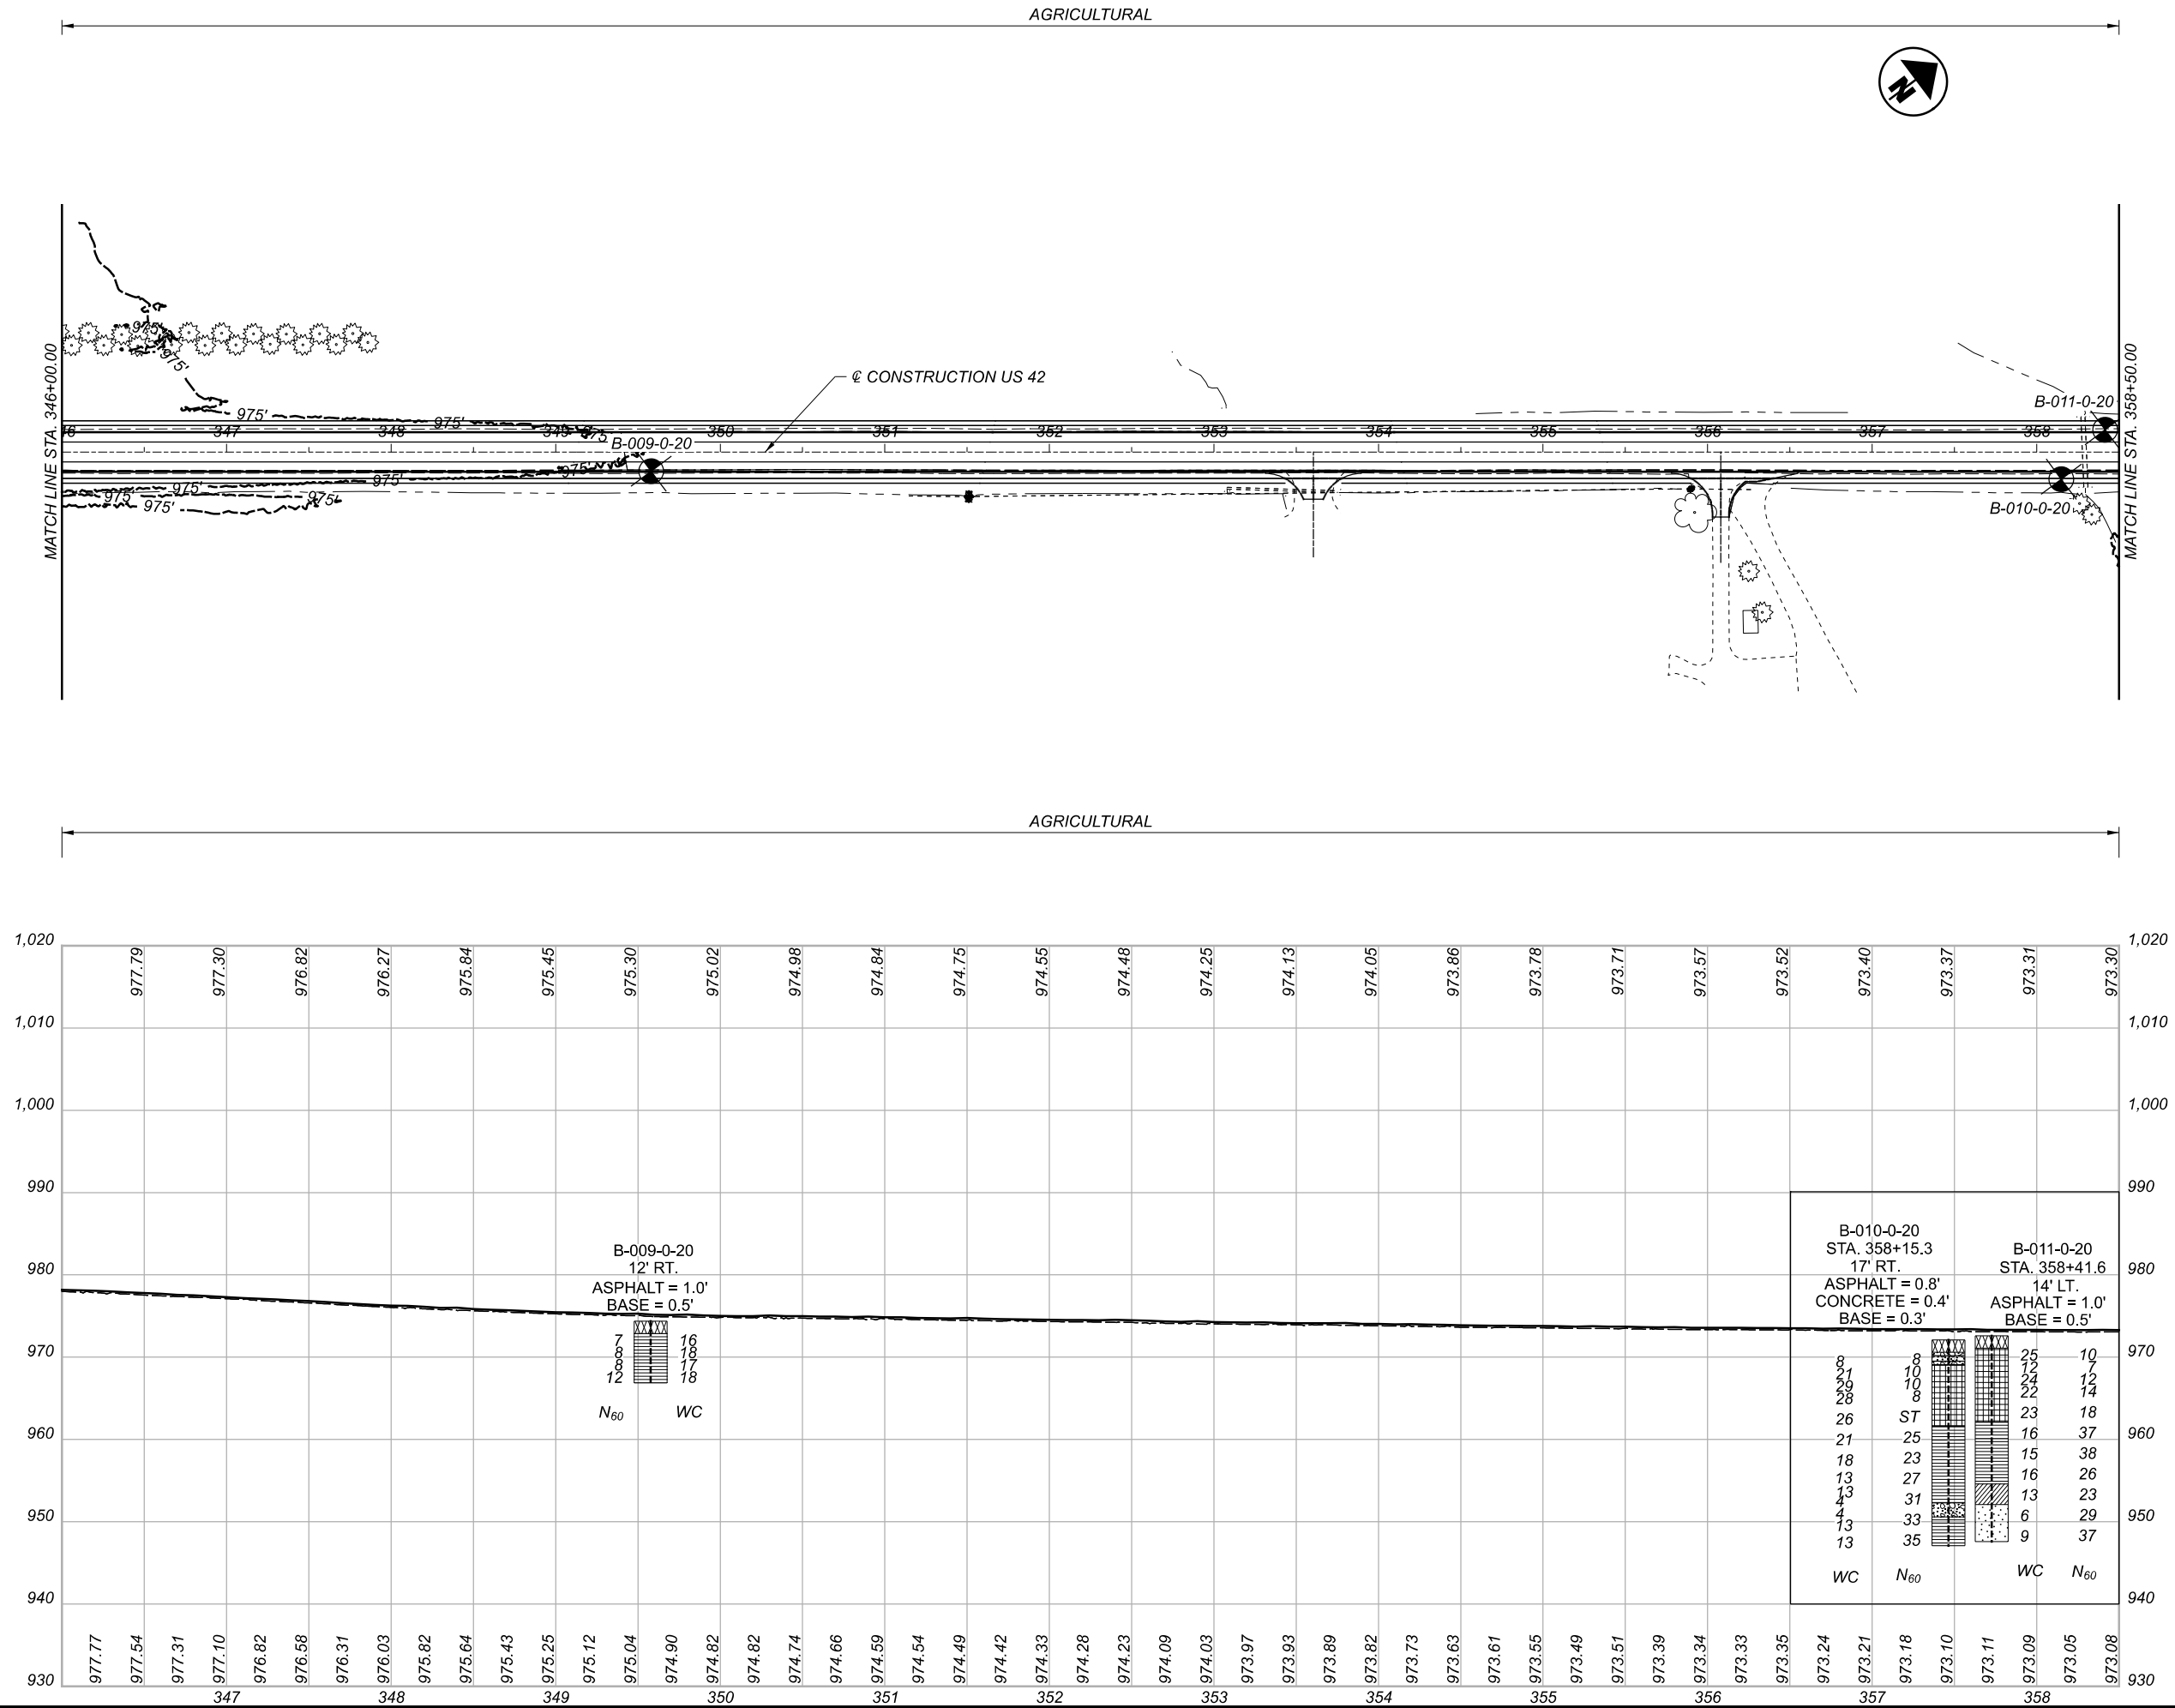 AGRICULTURAL
N
MATCH LINE STA. 346+00.00
MATCH LINE STA. 358+50.00
975'
975'
℄ CONSTRUCTION US 42
B-011-0-20
975'
975'
347 348 349 350 351 352 353 354 355 356 357 358
975'
B-009-0-20
975'
975'
975'
975'
975'
975'
B-010-0-20
AGRICULTURAL
1,020 1,020
977.79 977.30 976.82 976.27 975.84 975.45 975.30 975.02 974.98 974.84 974.75 974.55 974.48 974.25 974.13 974.05 973.86 973.78 973.71 973.57 973.52 973.40 973.37 973.31 973.30
1,010 1,010
1,000 1,000
990 990
980 980
970 970
960 960
950 950
940 940
930 930
B-009-0-20
12' RT.
ASPHALT = 1.0'
BASE = 0.5'
7 16
8 18
8 17
12 18
N60 WC
B-010-0-20
STA. 358+15.3
17' RT.
ASPHALT = 0.8'
CONCRETE = 0.4'
BASE = 0.3'
8 8
21 10
29 10
28 8
26 ST
21 25
18 23
13 27
13
4 31
4
13 33
13 35
WC N60
B-011-0-20
STA. 358+41.6
14' LT.
ASPHALT = 1.0'
BASE = 0.5'
25 10
12 7
24 12
22 14
23 18
16 37
15 38
16 26
13 23
6 29
9 37
WC N60
977.77 977.54 977.31 977.10 976.82 976.58 976.31 976.03 975.82 975.64 975.43 975.25 975.12 975.04 974.90 974.82 974.82 974.74 974.66 974.59 974.54 974.49 974.42 974.33 974.28 974.23 974.09 974.03 973.97 973.93 973.89 973.82 973.73 973.63 973.61 973.55 973.49 973.51 973.39 973.34 973.33 973.35 973.24 973.21 973.18 973.10 973.11 973.09 973.05 973.08
347 348 349 350 351 352 353 354 355 356 357 358